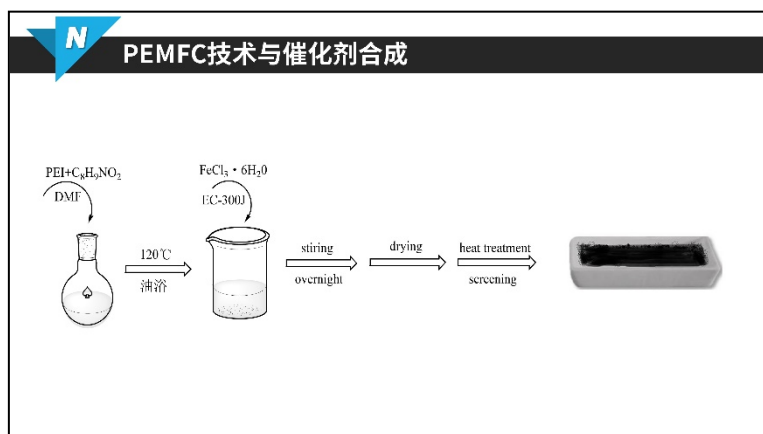 N
PEMFC技术与催化剂合成
PEI+C₈H₉NO₂
DMF
120℃
油浴
FeCl₃・6H₂0
EC-300J
stiring
overnight
drying
heat treatment
screening